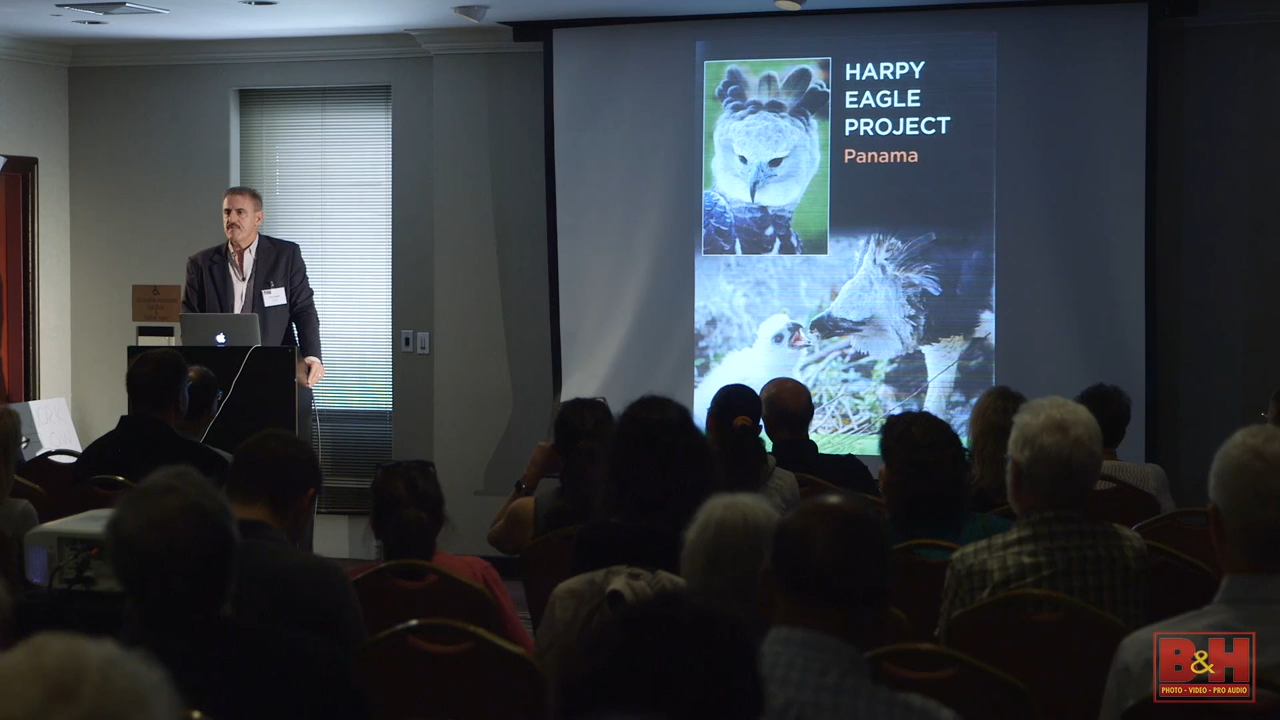 HARPY
EAGLE
PROJECT
Panama
B&H
PHOTO - VIDEO - PRO AUDIO